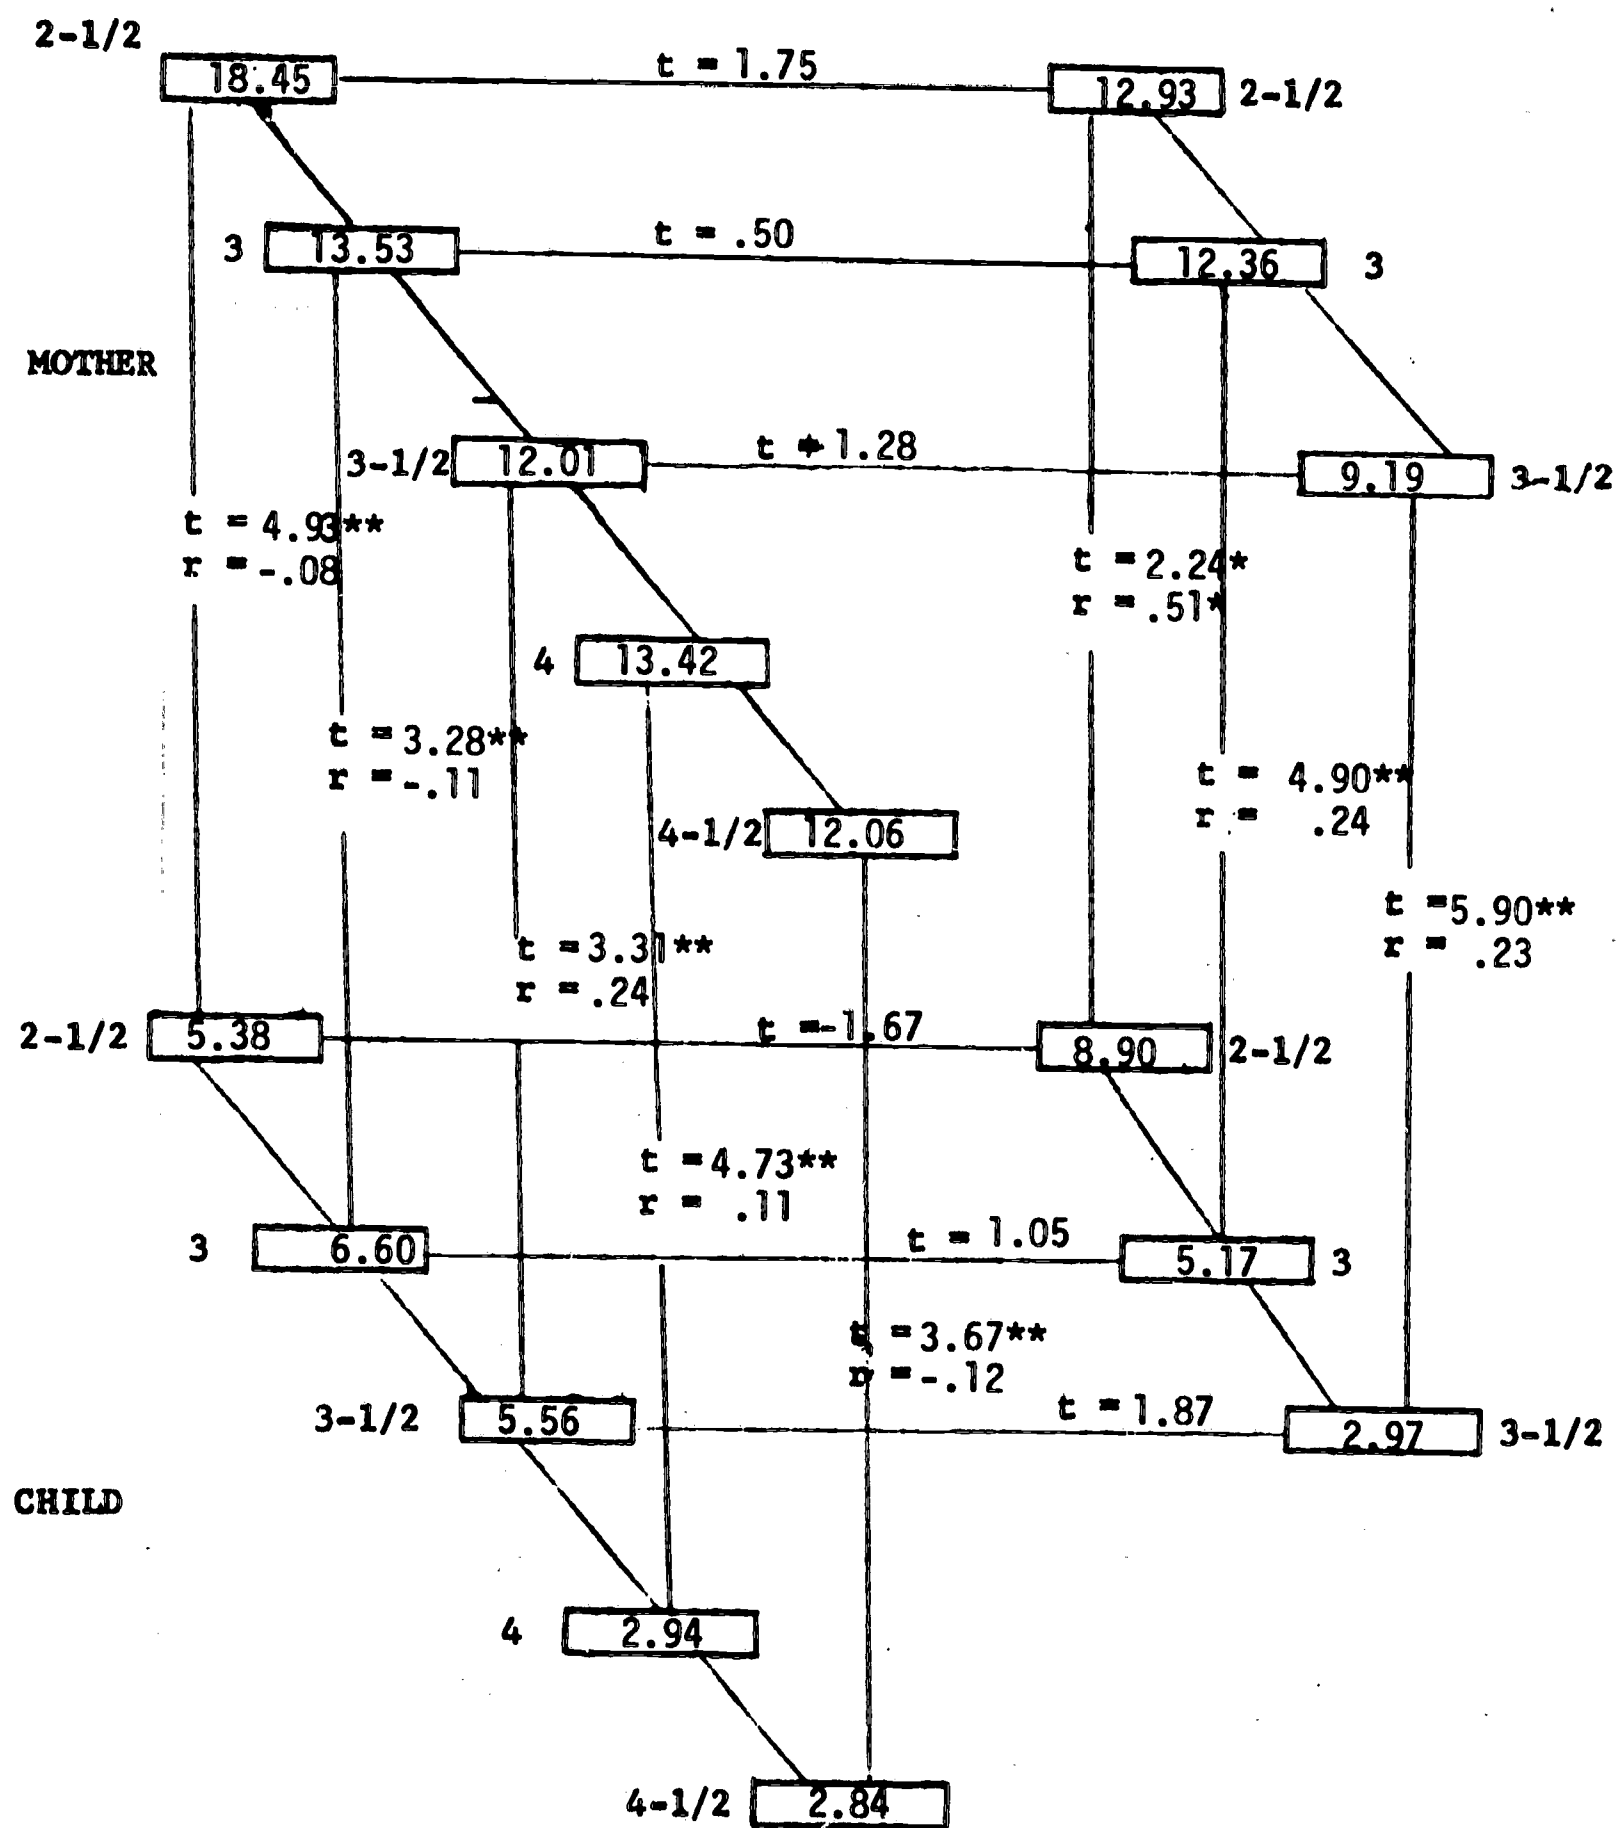 2-1/2
18.45 t = 1.75 12.93 2-1/2
3 13.53 t = .50 12.36 3
MOTHER
3-1/2 12.01 t = 1.28 9.19 3-1/2
t = 4.93**
r = -.08
t = 2.24*
r = .51*
4 13.42
t = 3.28**
r = -.11
t = 4.90**
r = .24
4-1/2 12.06
t = 5.90**
r = .23
t = 3.31**
r = .24
2-1/2 5.38 t =-1.67 8.90 2-1/2
t = 4.73**
r = .11
3 6.60 t = 1.05 5.17 3
t = 3.67**
r = -.12
3-1/2 5.56 t = 1.87 2.97 3-1/2
CHILD
4 2.94
4-1/2 2.84